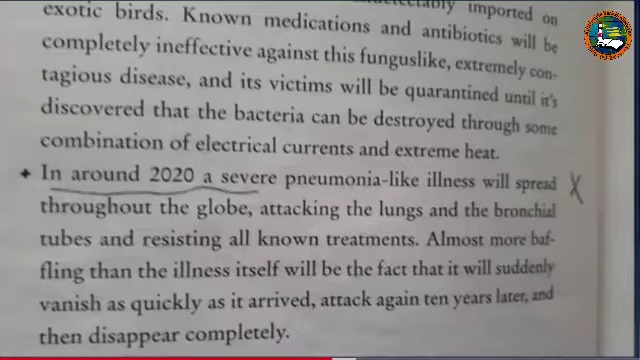 imported on
exotic birds. Known medications and antibiotics will be
completely ineffective against this funguslike, extremely con-
tagious disease, and its victims will be quarantined until it's
discovered that the bacteria can be destroyed through some
combination of electrical currents and extreme heat.
✦ In around 2020 a severe pneumonia-like illness will spread
throughout the globe, attacking the lungs and the bronchial
tubes and resisting all known treatments. Almost more baf-
fling than the illness itself will be the fact that it will suddenly
vanish as quickly as it arrived, attack again ten years later, and
then disappear completely.